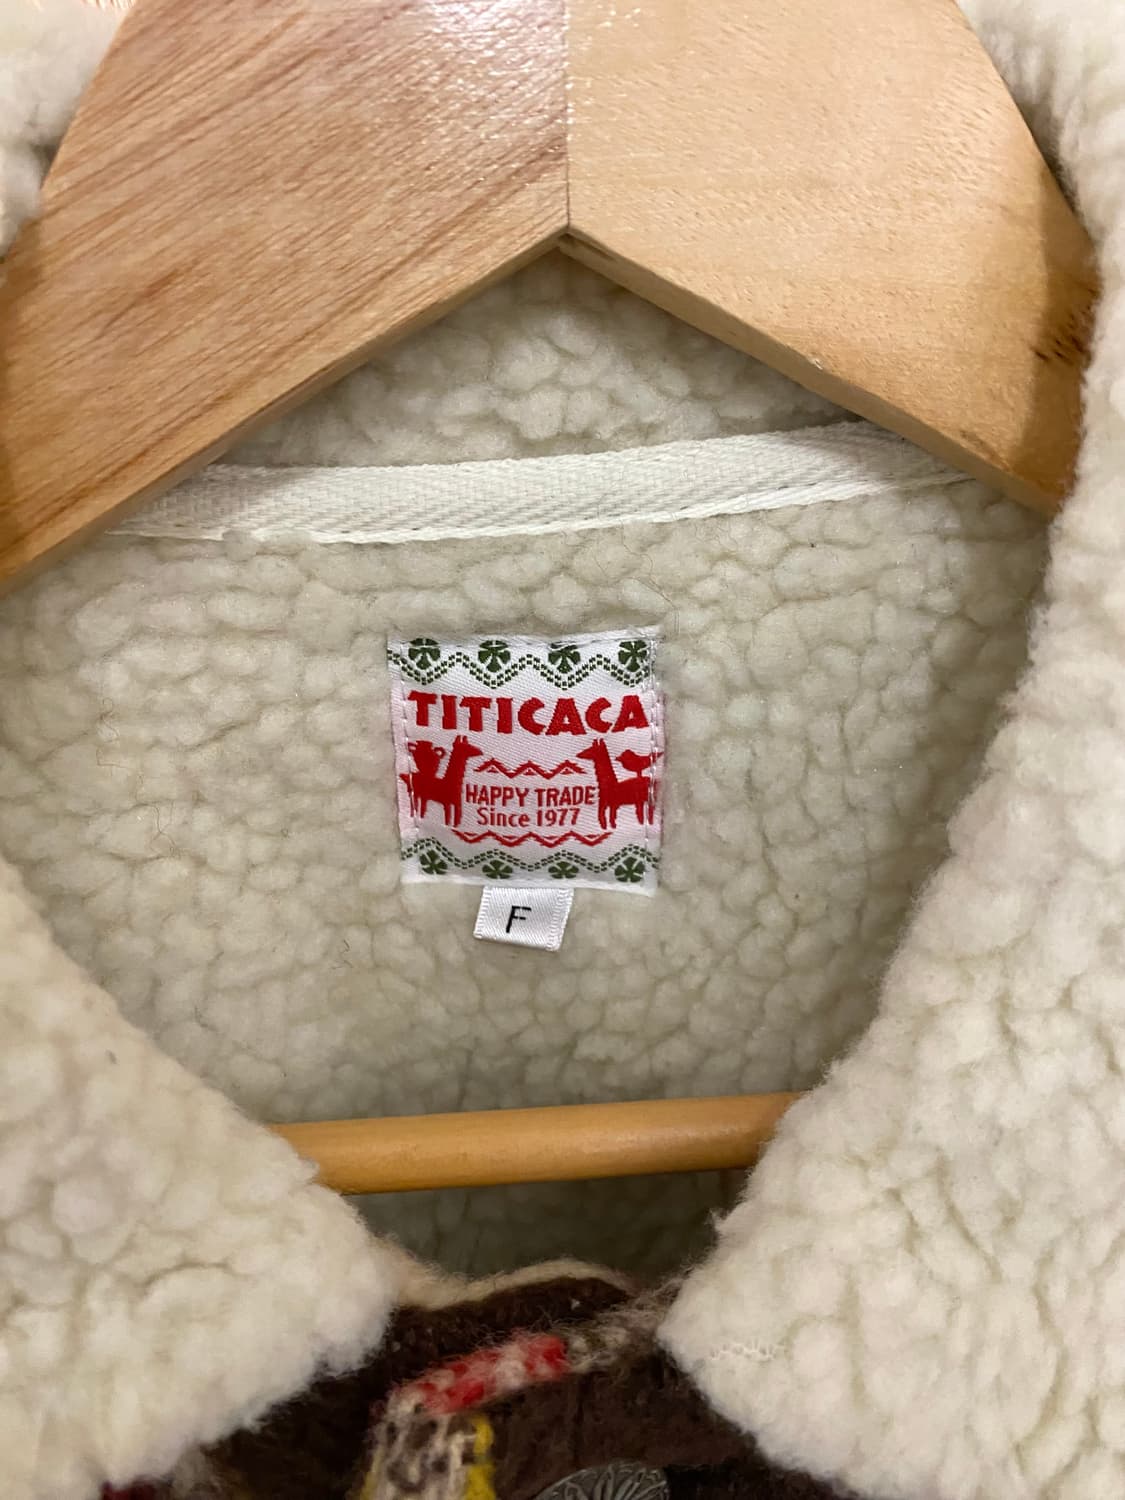 TITICACA
HAPPY TRADE
Since 1977
F